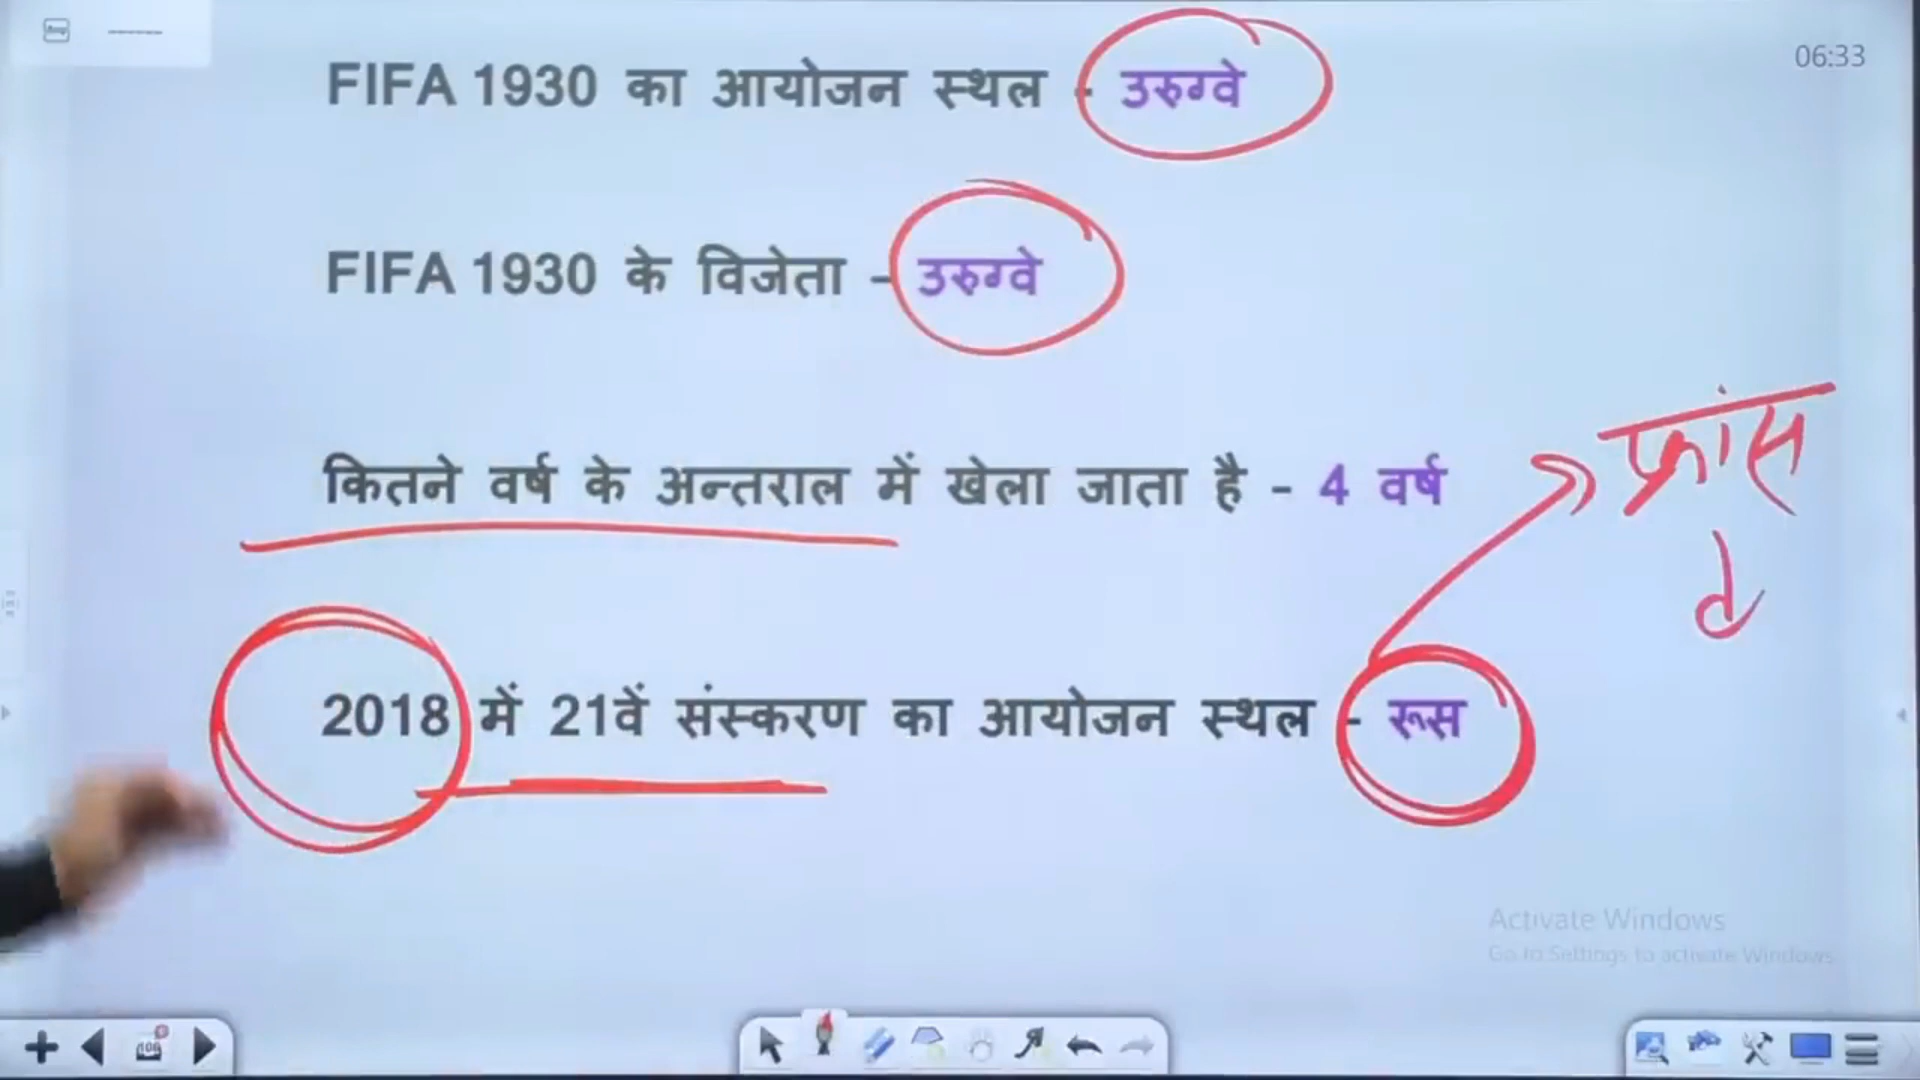 06:33
FIFA 1930 का आयोजन स्थल - उरुग्वे
FIFA 1930 के विजेता - उरुग्वे
कितने वर्ष के अन्तराल में खेला जाता है - 4 वर्ष
फ्रांस
2018 में 21वें संस्करण का आयोजन स्थल - रूस
Activate Windows
Go to Settings to activate Windows.
106